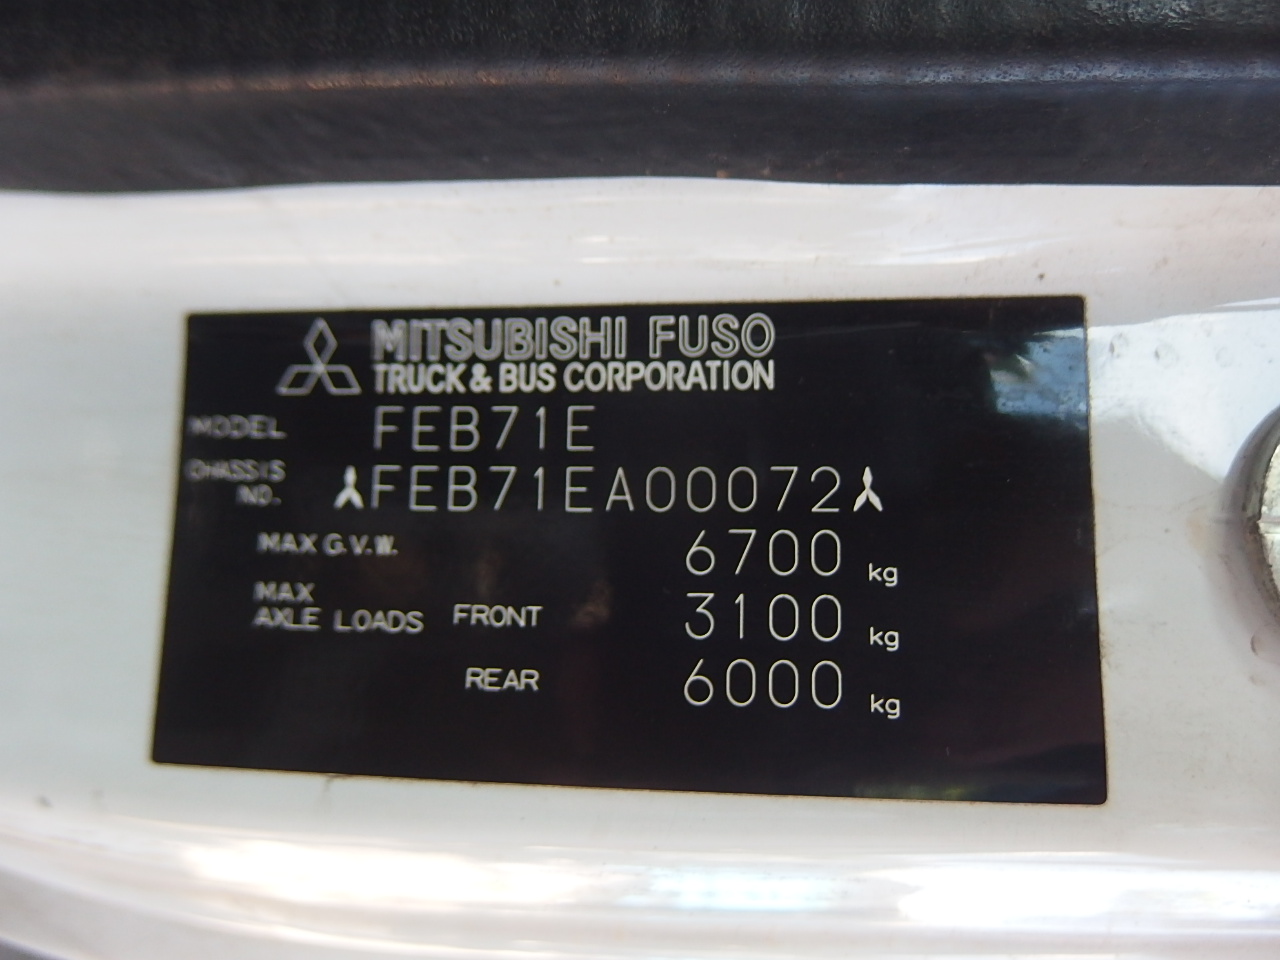 MITSUBISHI FUSO
TRUCK & BUS CORPORATION
MODEL FEB71E
CHASSIS NO. FEB71EA00072
MAX G.V.W. 6700 kg
MAX AXLE LOADS FRONT 3100 kg
REAR 6000 kg